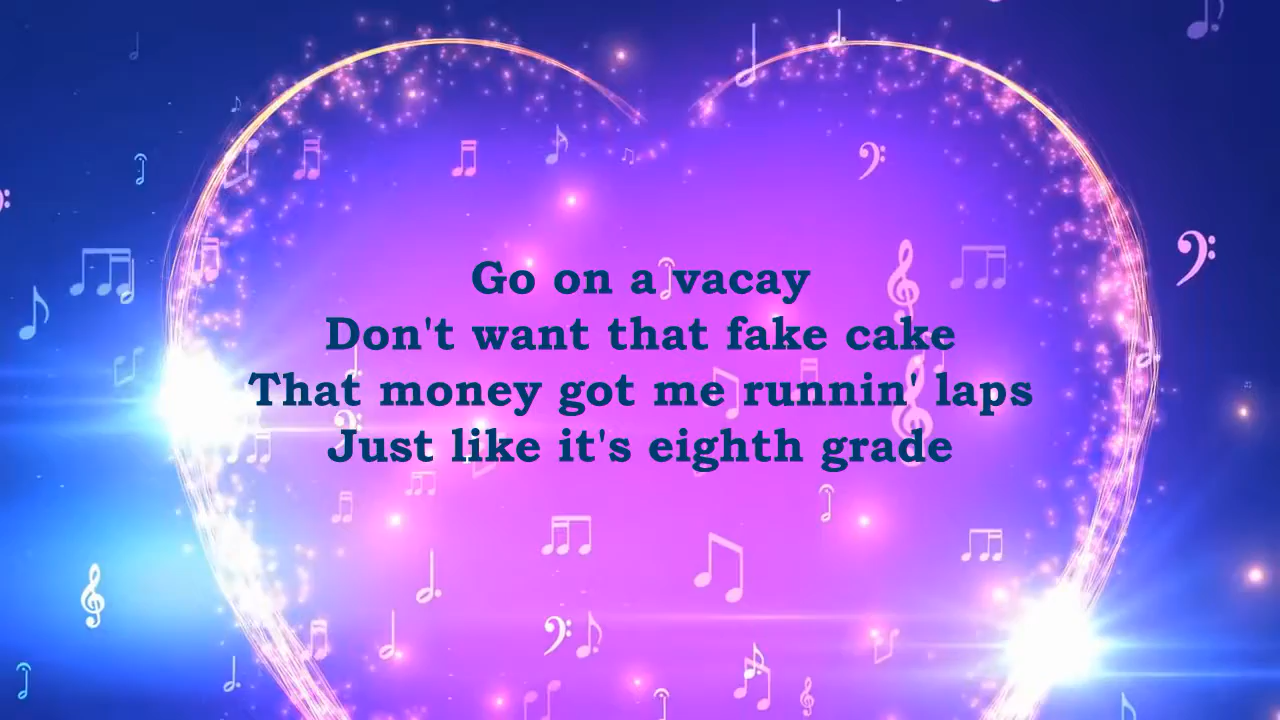 Go on a vacay
Don't want that fake cake
That money got me runnin' laps
Just like it's eighth grade